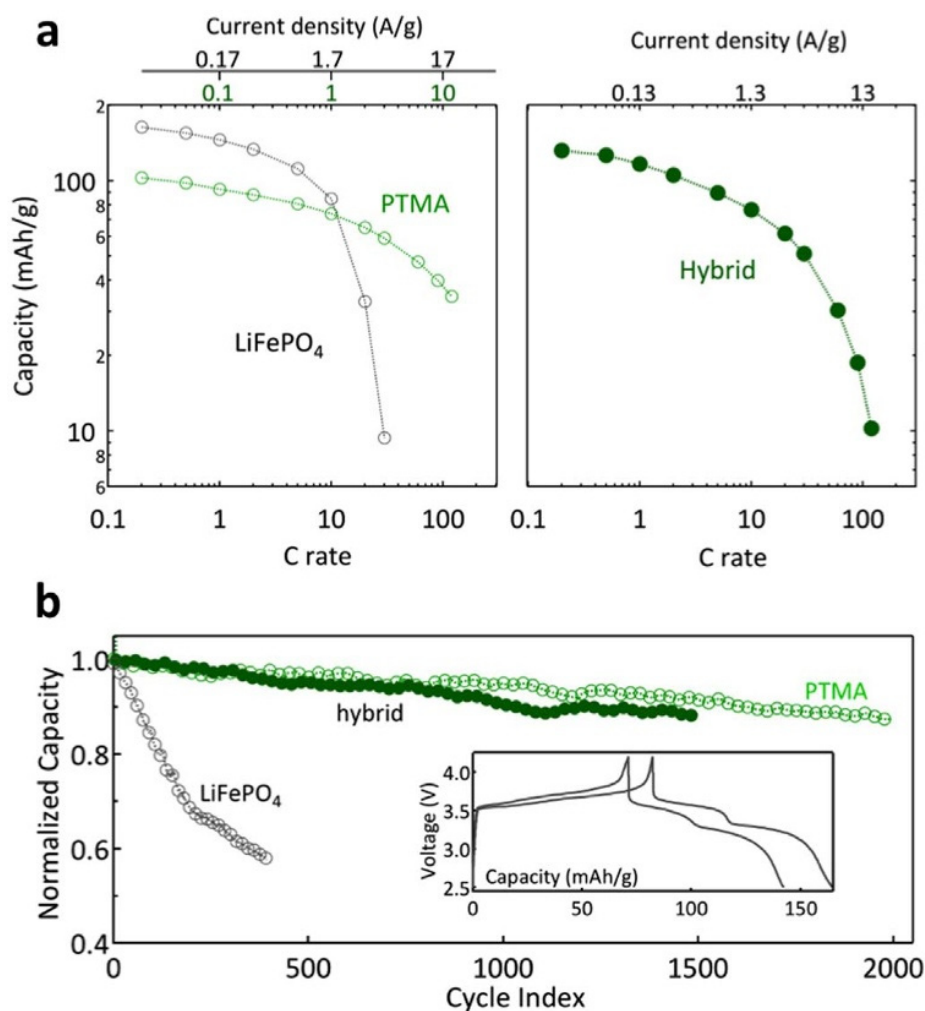 a
Current density (A/g)
0.17 1.7 17
0.1 1 10
2
100
8
6
4
2
10
8
6
Capacity (mAh/g)
PTMA
LiFePO4
0.1 1 10 100
C rate
Current density (A/g)
0.13 1.3 13
Hybrid
0.1 1 10 100
C rate
b
Normalized Capacity
1.0
0.8
0.6
0.4
PTMA
hybrid
LiFePO4
Voltage (V)
4.0
3.5
3.0
2.5
Capacity (mAh/g)
0 50 100 150
0 500 1000 1500 2000
Cycle Index